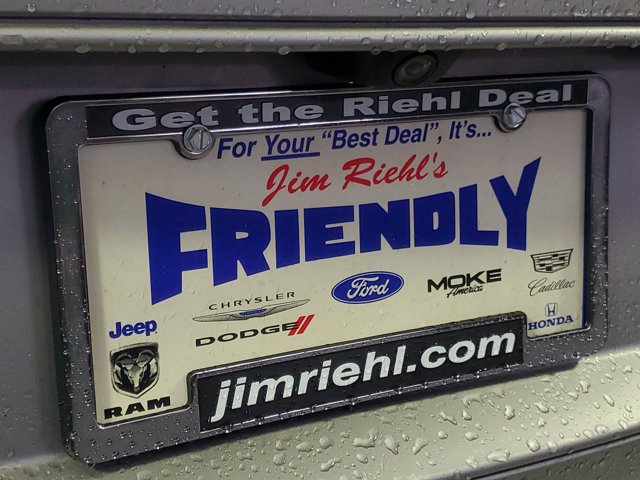 Get the Riehl Deal
For Your "Best Deal", It's...
Jim Riehl's
FRIENDLY
CHRYSLER
DODGE
Ford
MOKE
America
Cadillac
Jeep
RAM
HONDA
jimriehl.com